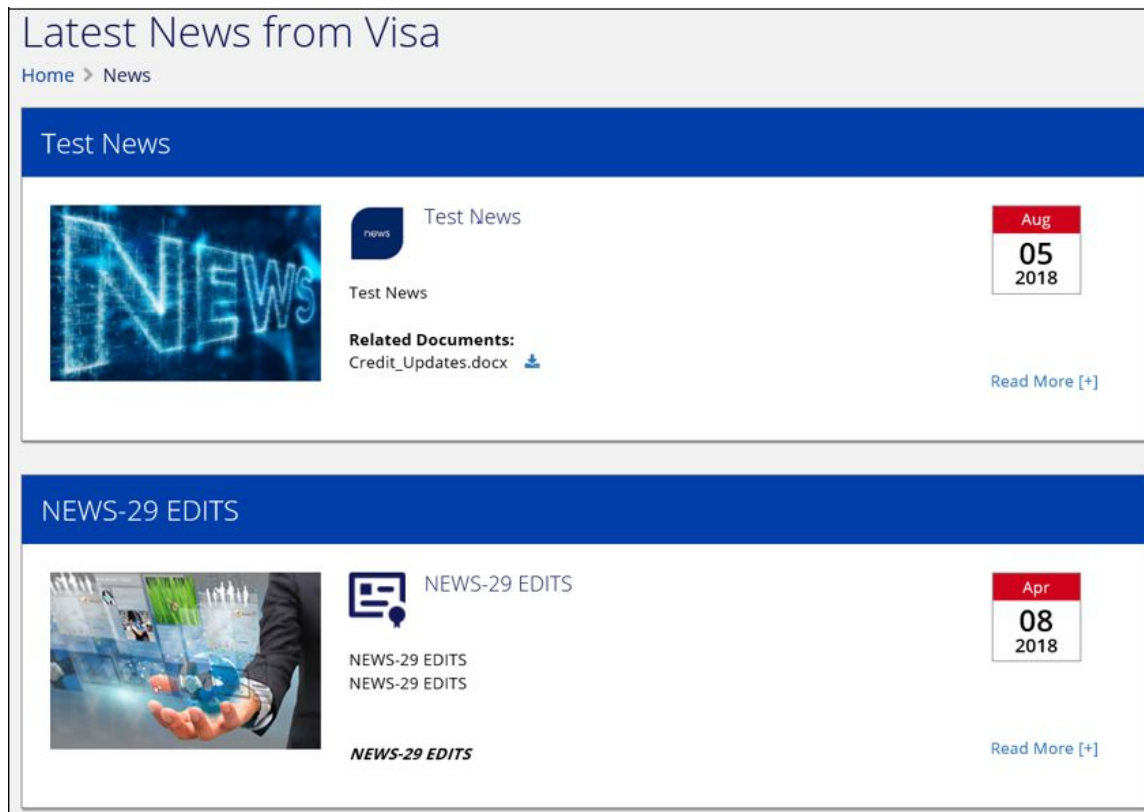 Latest News from Visa
Home > News
Test News
NEWS
news
Test News
Test News
Related Documents:
Credit_Updates.docx
Aug
05
2018
Read More [+]
NEWS-29 EDITS
NEWS-29 EDITS
NEWS-29 EDITS
NEWS-29 EDITS
NEWS-29 EDITS
Apr
08
2018
Read More [+]